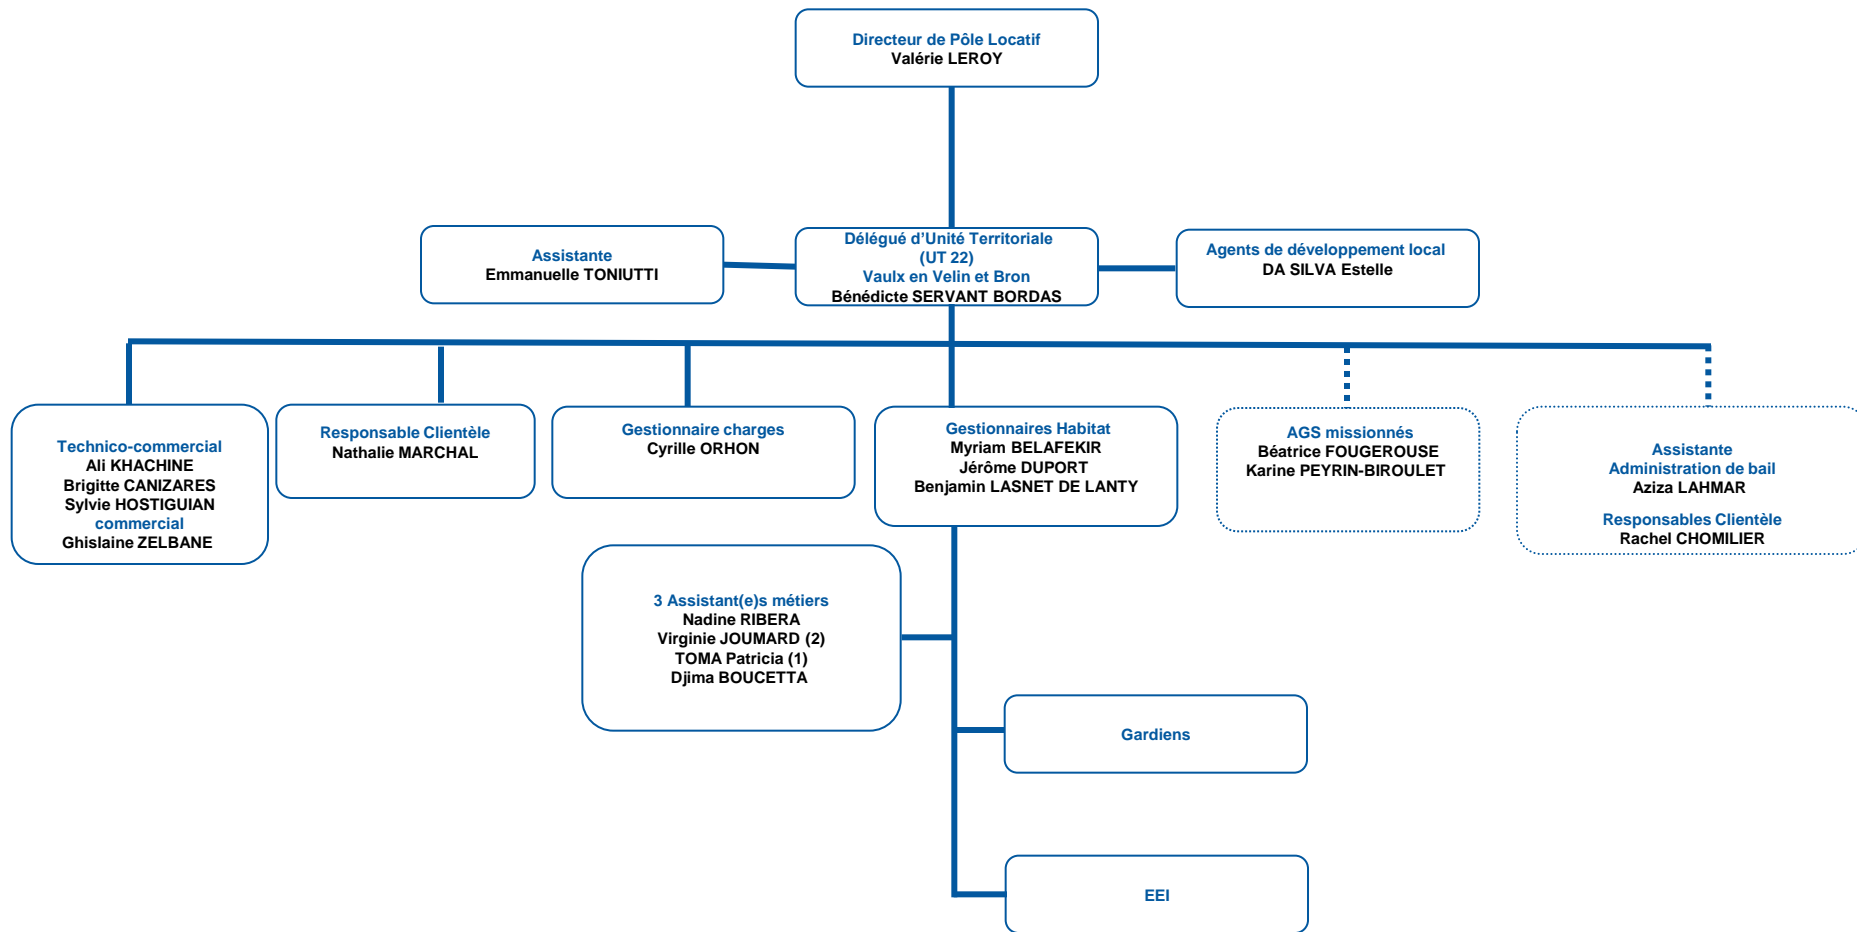 Directeur de Pôle Locatif
Valérie LEROY
Assistante
Emmanuelle TONIUTTI
Délégué d'Unité Territoriale
(UT 22)
Vaulx en Velin et Bron
Bénédicte SERVANT BORDAS
Agents de développement local
DA SILVA Estelle
Technico-commercial
Ali KHACHINE
Brigitte CANIZARES
Sylvie HOSTIGUIAN
commercial
Ghislaine ZELBANE
Responsable Clientèle
Nathalie MARCHAL
Gestionnaire charges
Cyrille ORHON
Gestionnaires Habitat
Myriam BELAFEKIR
Jérôme DUPORT
Benjamin LASNET DE LANTY
AGS missionnés
Béatrice FOUGEROUSE
Karine PEYRIN-BIROULET
Assistante
Administration de bail
Aziza LAHMAR
Responsables Clientèle
Rachel CHOMILIER
3 Assistant(e)s métiers
Nadine RIBERA
Virginie JOUMARD (2)
TOMA Patricia (1)
Djima BOUCETTA
Gardiens
EEI